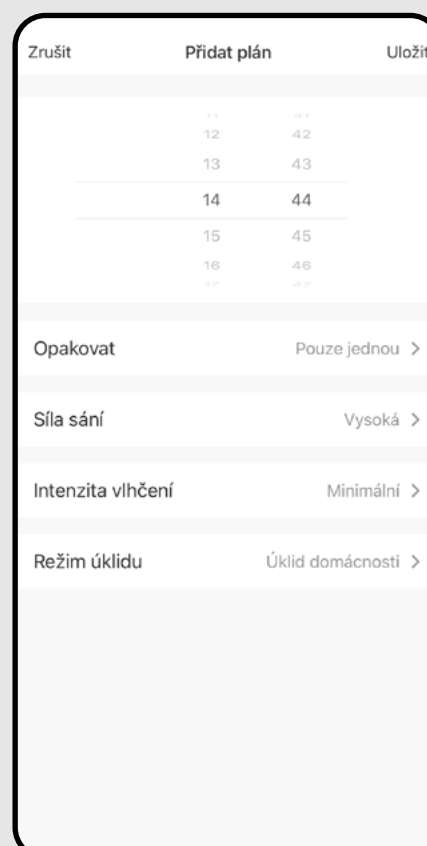 Zrušit Přidat plán Uložit
12 42
13 43
14 44
15 45
16 46
Opakovat Pouze jednou
Síla sání Vysoká
Intenzita vlhčení Minimální
Režim úklidu Úklid domácnosti